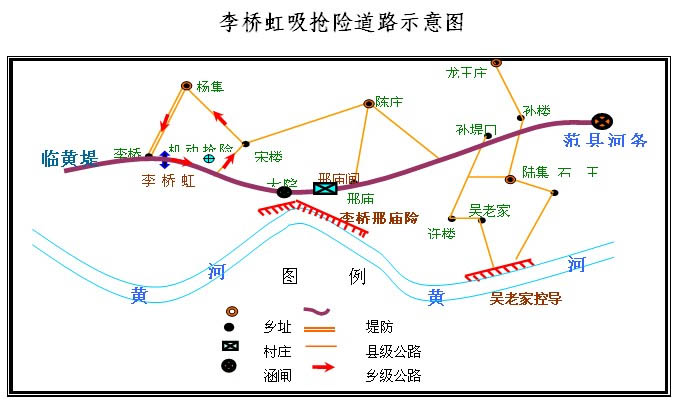 李桥虹吸抢险道路示意图
龙王庄
杨集
陈庄
孙楼
孙堤口
范县河务
临黄堤
李桥
机动抢险
宋楼
邢庙闸
李桥虹
陆集
石王
邢庙
李桥邢庙险
吴老家
许楼
黄
河
图例
黄
河
吴老家控导
乡址
堤防
村庄
县级公路
涵闸
乡级公路